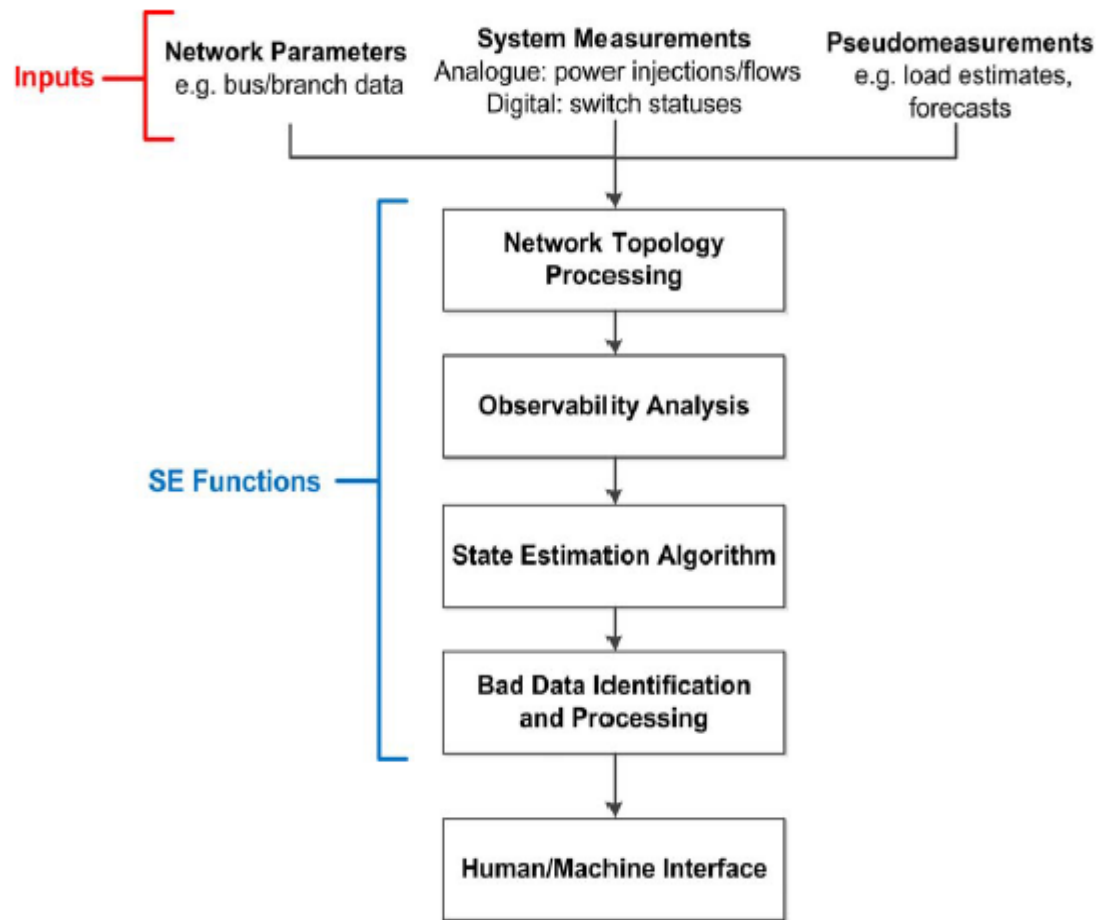 Inputs
Network Parameters
e.g. bus/branch data
System Measurements
Analogue: power injections/flows
Digital: switch statuses
Pseudomeasurements
e.g. load estimates,
forecasts
SE Functions
Network Topology
Processing
Observability Analysis
State Estimation Algorithm
Bad Data Identification
and Processing
Human/Machine Interface